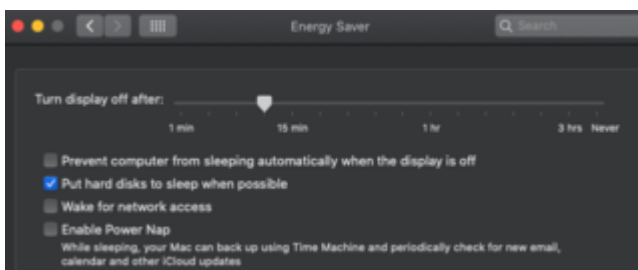 Energy Saver
Search
Turn display off after:
1 min 15 min 1 hr 3 hrs Never
Prevent computer from sleeping automatically when the display is off
Put hard disks to sleep when possible
Wake for network access
Enable Power Nap
While sleeping, your Mac can back up using Time Machine and periodically check for new email,
calendar and other iCloud updates